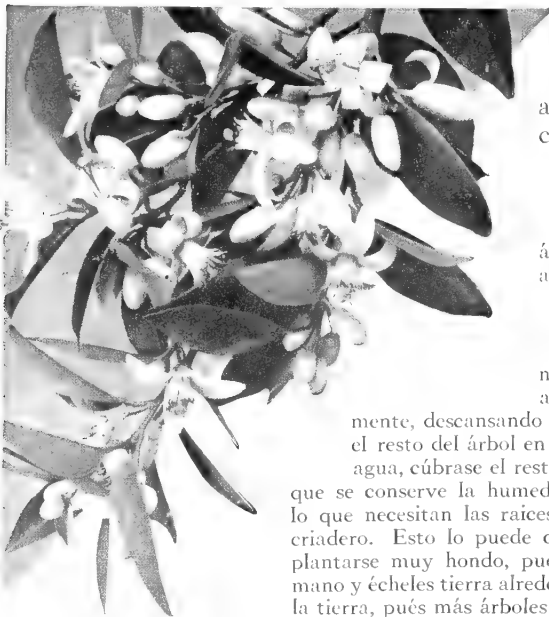 a
c
á
a
n
a
mente, descansando
el resto del árbol en
agua, cúbrase el rest
que se conserve la humed
lo que necesitan las raices
criadero. Esto lo puede
plantarse muy hondo, pue
mano y écheles tierra alrede
la tierra, pués más árboles